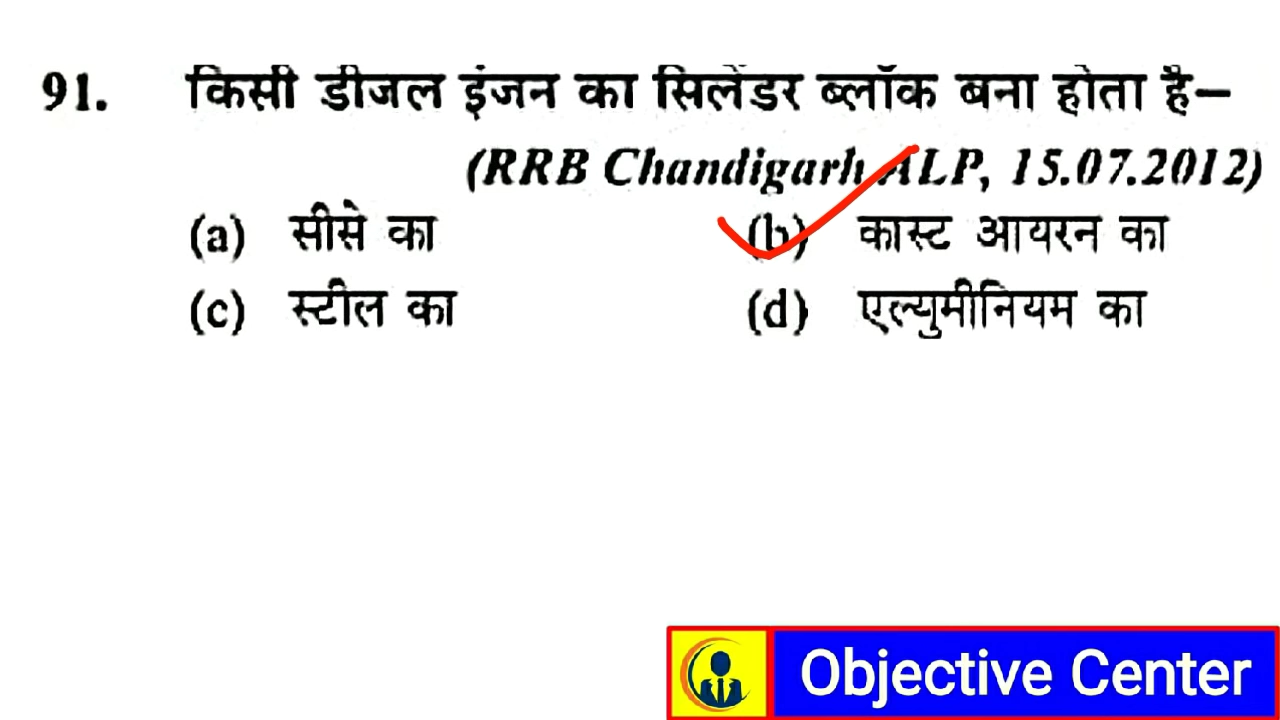 91. किसी डीजल इंजन का सिलेंडर ब्लॉक बना होता है–
(RRB Chandigarh ALP, 15.07.2012)
(a) सीसे का (b) कास्ट आयरन का
(c) स्टील का (d) एल्युमीनियम का
Objective Center